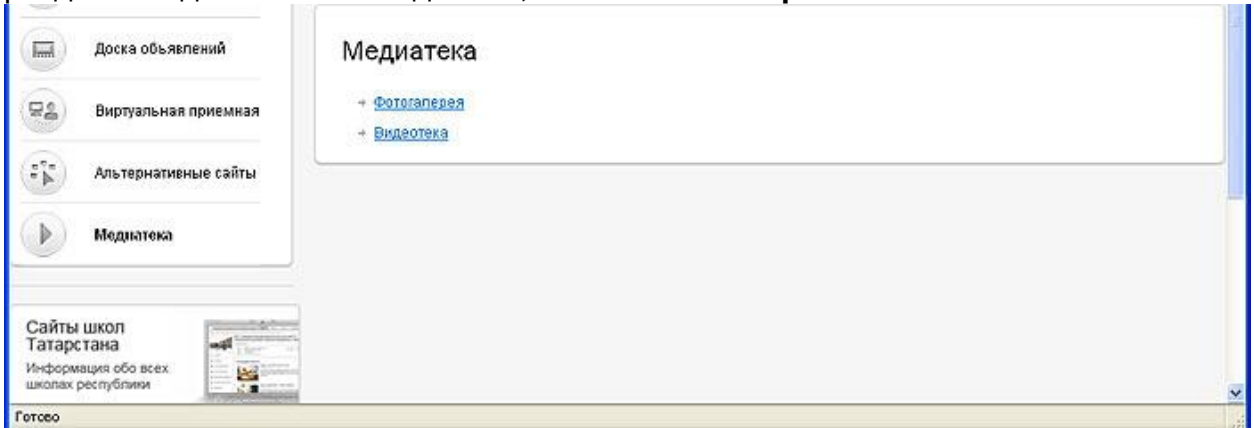 Доска объявлений
Виртуальная приемная
Альтернативные сайты
Медиатека
Сайты школ
Татарстана
Информация обо всех
школах республики
Медиатека
Фотогалерея
Видеотека
Готово